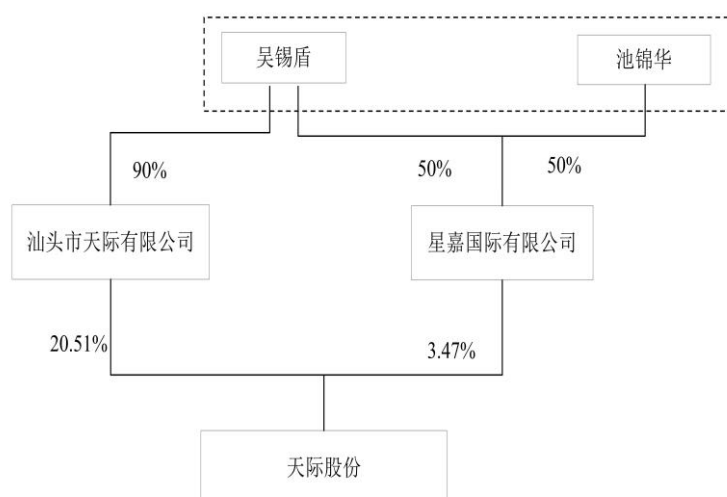 吴锡盾
池锦华
90%
50%
50%
汕头市天际有限公司
星嘉国际有限公司
20.51%
3.47%
天际股份